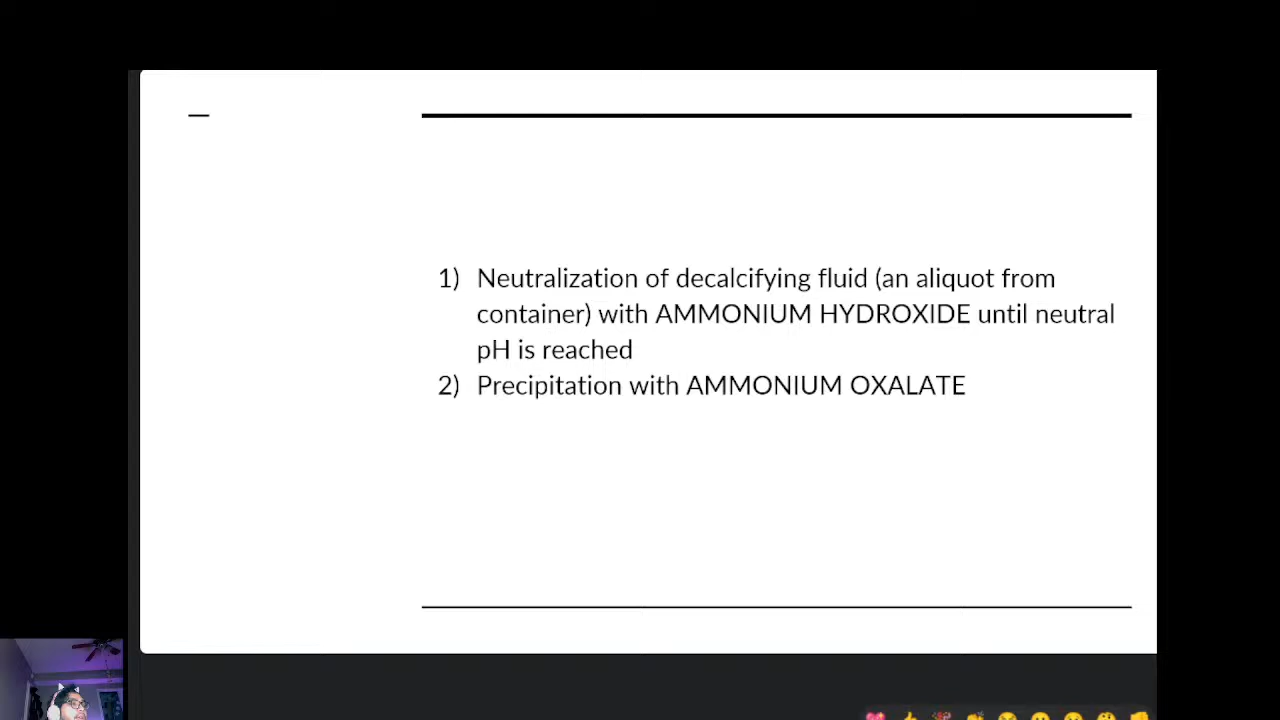 1) Neutralization of decalcifying fluid (an aliquot from
container) with AMMONIUM HYDROXIDE until neutral
pH is reached
2) Precipitation with AMMONIUM OXALATE